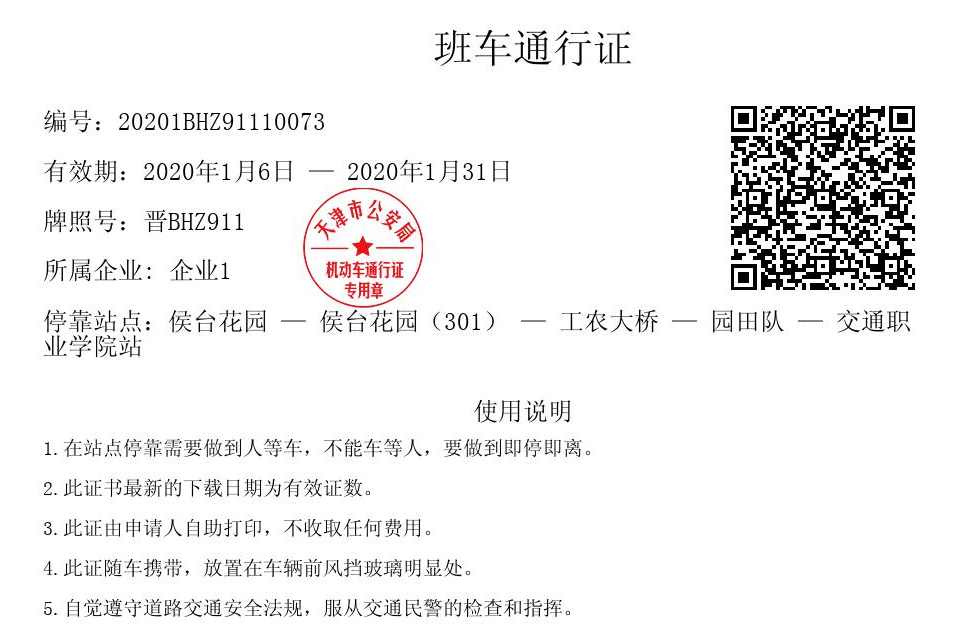 班车通行证
编号：20201BHZ91110073
有效期：2020年1月6日 — 2020年1月31日
牌照号：晋BHZ911
天津市公安局
机动车通行证
专用章
所属企业: 企业1
停靠站点：侯台花园 — 侯台花园（301） — 工农大桥 — 园田队 — 交通职
业学院站
使用说明
1.在站点停靠需要做到人等车，不能车等人，要做到即停即离。
2.此证书最新的下载日期为有效证数。
3.此证由申请人自助打印，不收取任何费用。
4.此证随车携带，放置在车辆前风挡玻璃明显处。
5.自觉遵守道路交通安全法规，服从交通民警的检查和指挥。